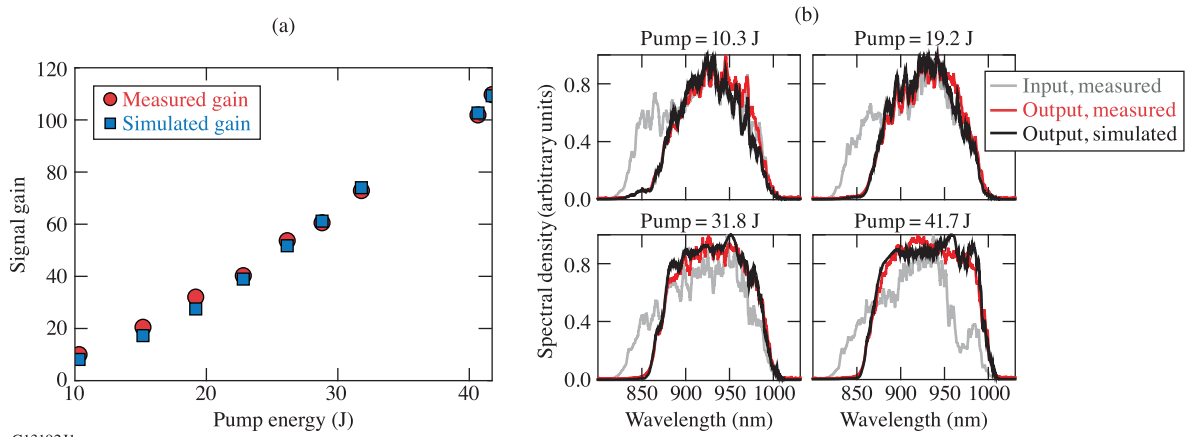 (a)
120
100
80
60
40
20
0
Signal gain
Measured gain
Simulated gain
10
20
30
40
Pump energy (J)
(b)
Pump = 10.3 J
Pump = 19.2 J
0.8
0.4
0.0
Input, measured
Output, measured
Output, simulated
Spectral density (arbitrary units)
Pump = 31.8 J
Pump = 41.7 J
0.8
0.4
0.0
850 900 950 1000
850 900 950 1000
Wavelength (nm)
Wavelength (nm)